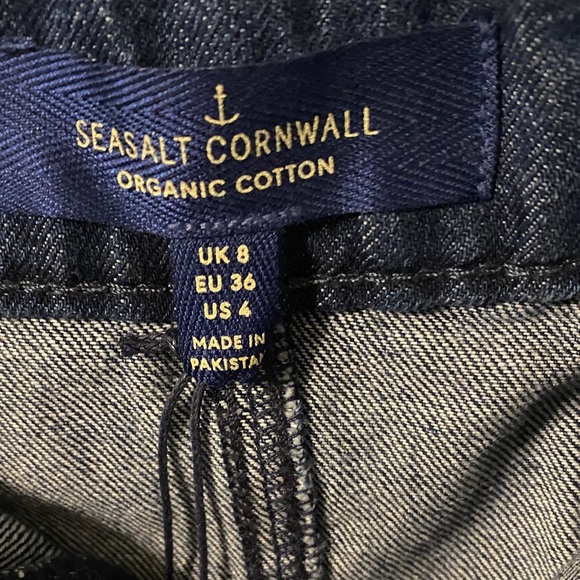 SEASALT CORNWALL
ORGANIC COTTON
UK 8
EU 36
US 4
MADE IN
PAKISTAN